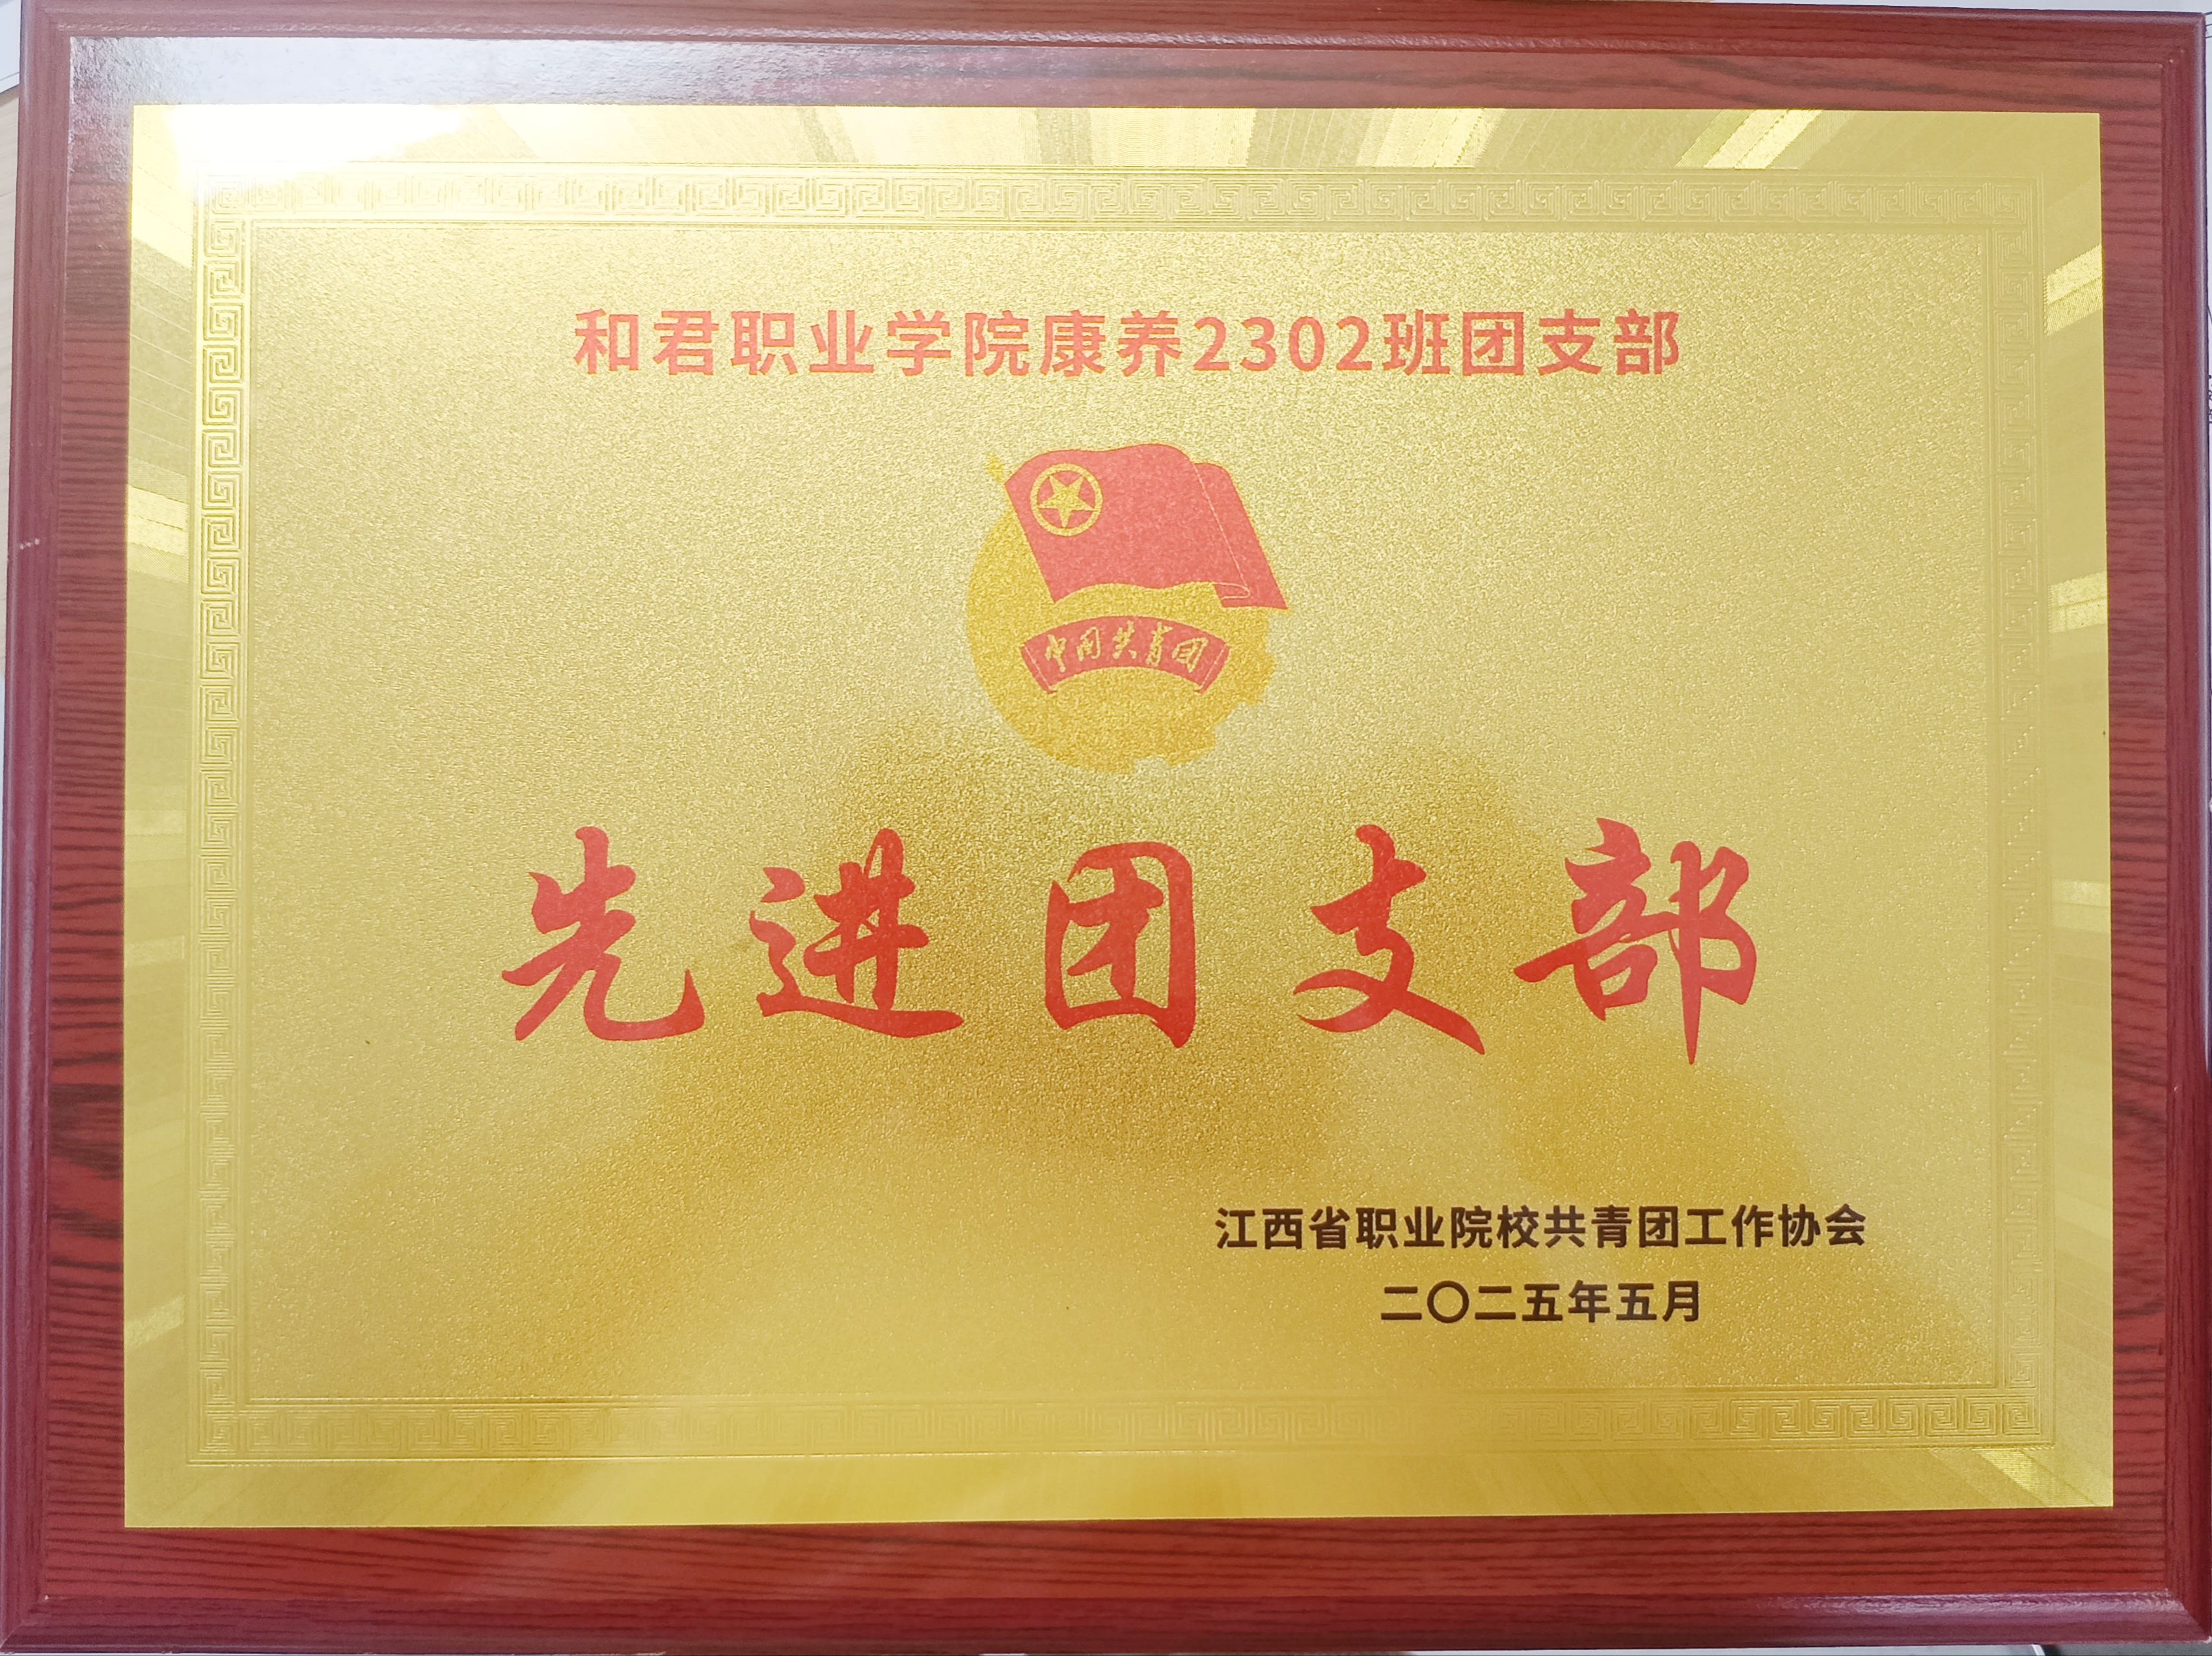 和君职业学院康养2302班团支部
中国共青团
先进团支部
江西省职业院校共青团工作协会
二〇二五年五月